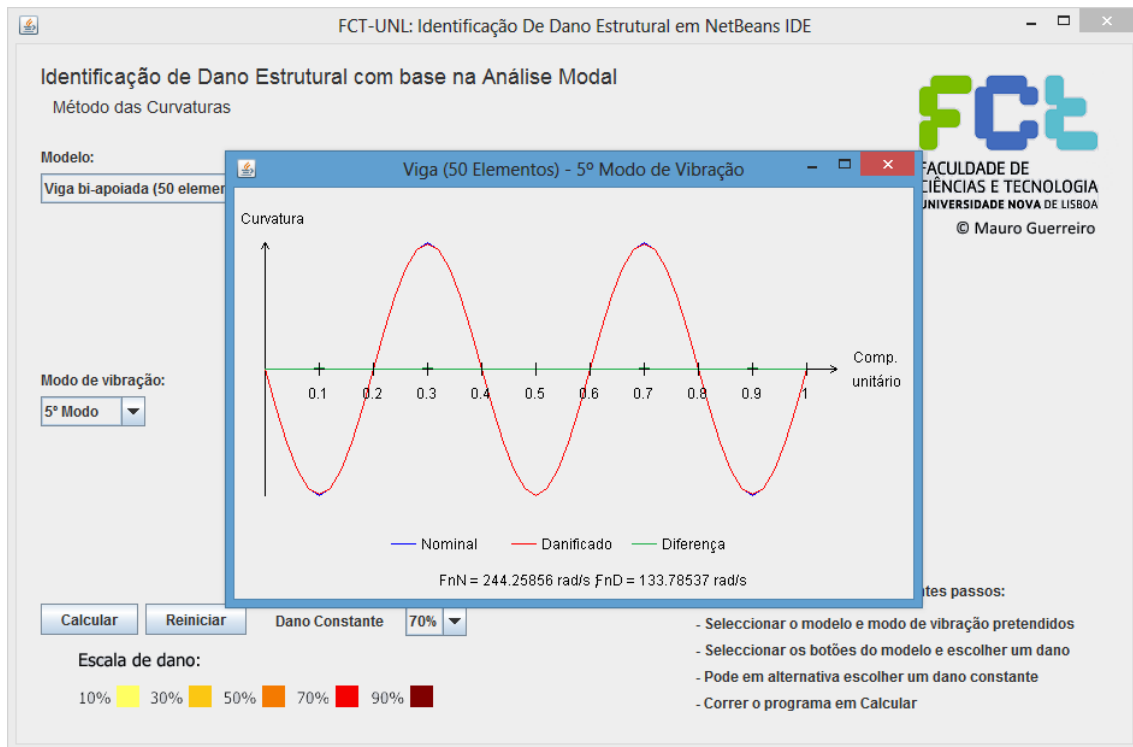 FCT-UNL: Identificação De Dano Estrutural em NetBeans IDE
Identificação de Dano Estrutural com base na Análise Modal
Método das Curvaturas
FCt
FACULDADE DE
CIÊNCIAS E TECNOLOGIA
UNIVERSIDADE NOVA DE LISBOA
© Mauro Guerreiro
Modelo:
Viga bi-apoiada (50 elemen
Viga (50 Elementos) - 5º Modo de Vibração
Curvatura
Comp.
unitário
0.1 0.2 0.3 0.4 0.5 0.6 0.7 0.8 0.9 1
Nominal Danificado Diferença
FnN = 244.25856 rad/s ; FnD = 133.78537 rad/s
Modo de vibração:
5º Modo
Calcular Reiniciar Dano Constante 70%
Escala de dano:
10% 30% 50% 70% 90%
ntes passos:
- Seleccionar o modelo e modo de vibração pretendidos
- Seleccionar os botões do modelo e escolher um dano
- Pode em alternativa escolher um dano constante
- Correr o programa em Calcular